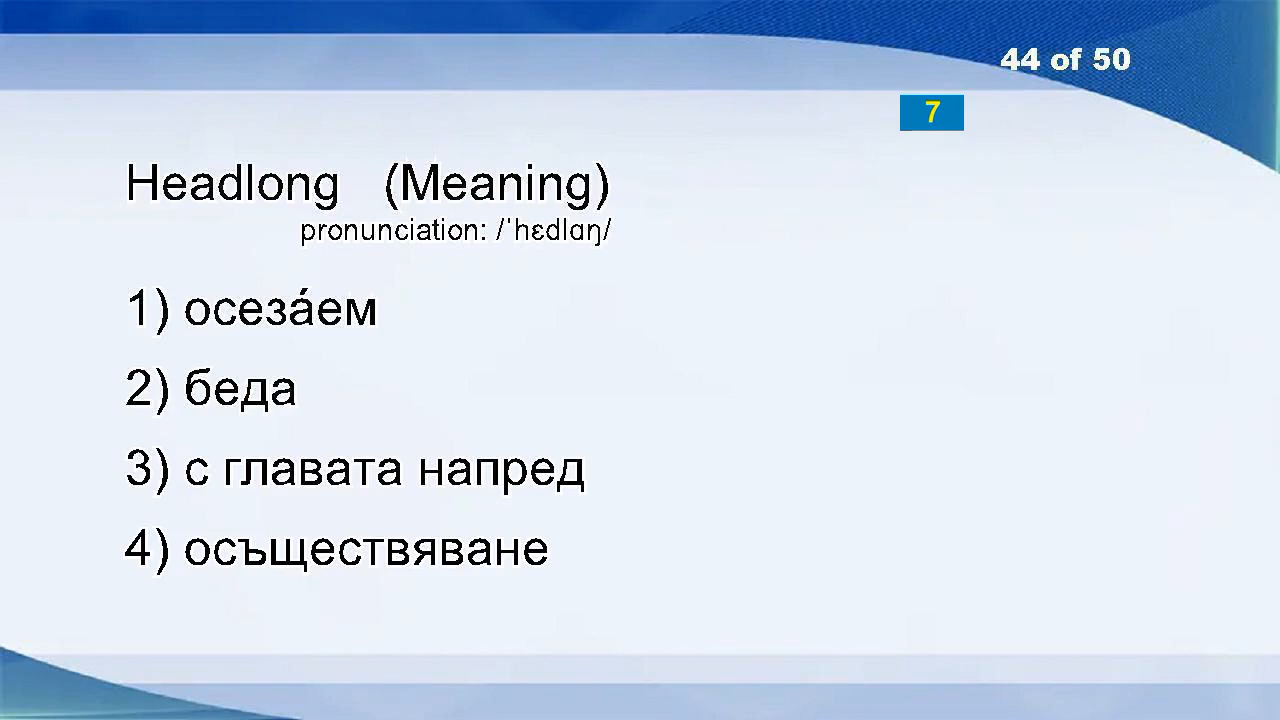 44 of 50
7
Headlong (Meaning)
pronunciation: /ˈhɛdlɑŋ/
1) осеза́ем
2) беда
3) с главата напред
4) осъществяване